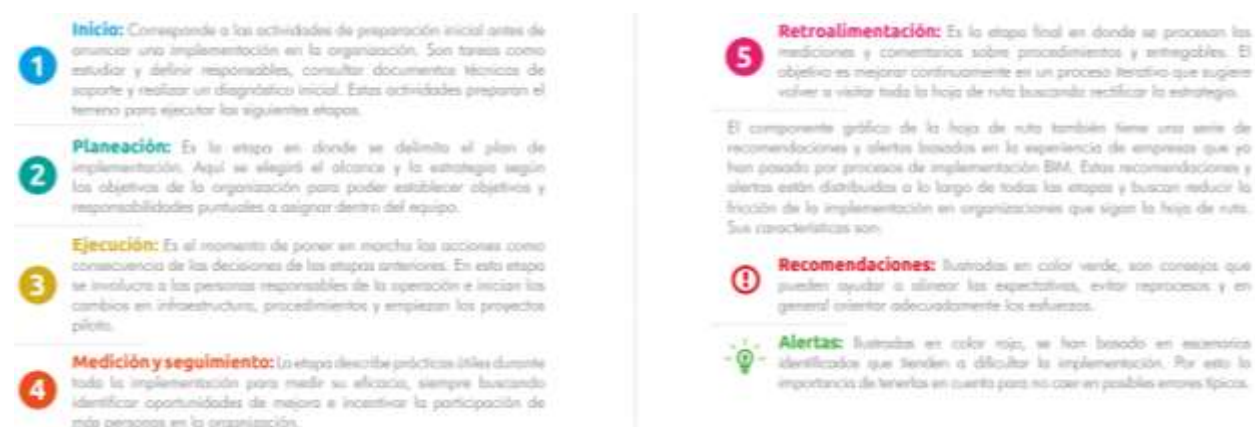 1
Inicio: Corresponde a las actividades de preparación inicial antes de
anunciar una implementación en la organización. Son tareas como
estudiar y definir responsables, consultar documentos técnicos de
soporte y realizar un diagnóstico inicial. Estas actividades preparan el
terreno para ejecutar las siguientes etapas.
2
Planeación: Es la etapa en donde se delimita el plan de
implementación. Aquí se elegirá el alcance y la estrategia según
los objetivos de la organización para poder establecer objetivos y
responsabilidades puntuales a asignar dentro del equipo.
3
Ejecución: Es el momento de poner en marcha las acciones como
consecuencia de las decisiones de las etapas anteriores. En esta etapa
se involucra a las personas responsables de la operación e inician los
cambios en infraestructura, procedimientos y empiezan los proyectos
piloto.
4
Medición y seguimiento: La etapa describe prácticas útiles durante
toda la implementación para medir su eficacia, siempre buscando
identificar oportunidades de mejora e incentivar la participación de
más personas en la organización.
5
Retroalimentación: Es la etapa final en donde se procesan las
mediciones y comentarios sobre procedimientos y entregables. El
objetivo es mejorar continuamente en un proceso iterativo que sugiere
volver a visitar toda la hoja de ruta buscando rectificar la estrategia.
El componente gráfico de la hoja de ruta también tiene una serie de
recomendaciones y alertas basadas en la experiencia de empresas que ya
han pasado por procesos de implementación BIM. Estas recomendaciones y
alertas están distribuidas a lo largo de todas las etapas y buscan reducir la
fricción de la implementación en organizaciones que sigan la hoja de ruta.
Sus características son:
Recomendaciones: Ilustradas en color verde, son consejos que
pueden ayudar a alinear las expectativas, evitar reprocesos y en
general orientar adecuadamente los esfuerzos.
Alertas: Ilustradas en color rojo, se han basado en escenarios
identificados que tienden a dificultar la implementación. Por esto la
importancia de tenerlas en cuenta para no caer en posibles errores típicos.